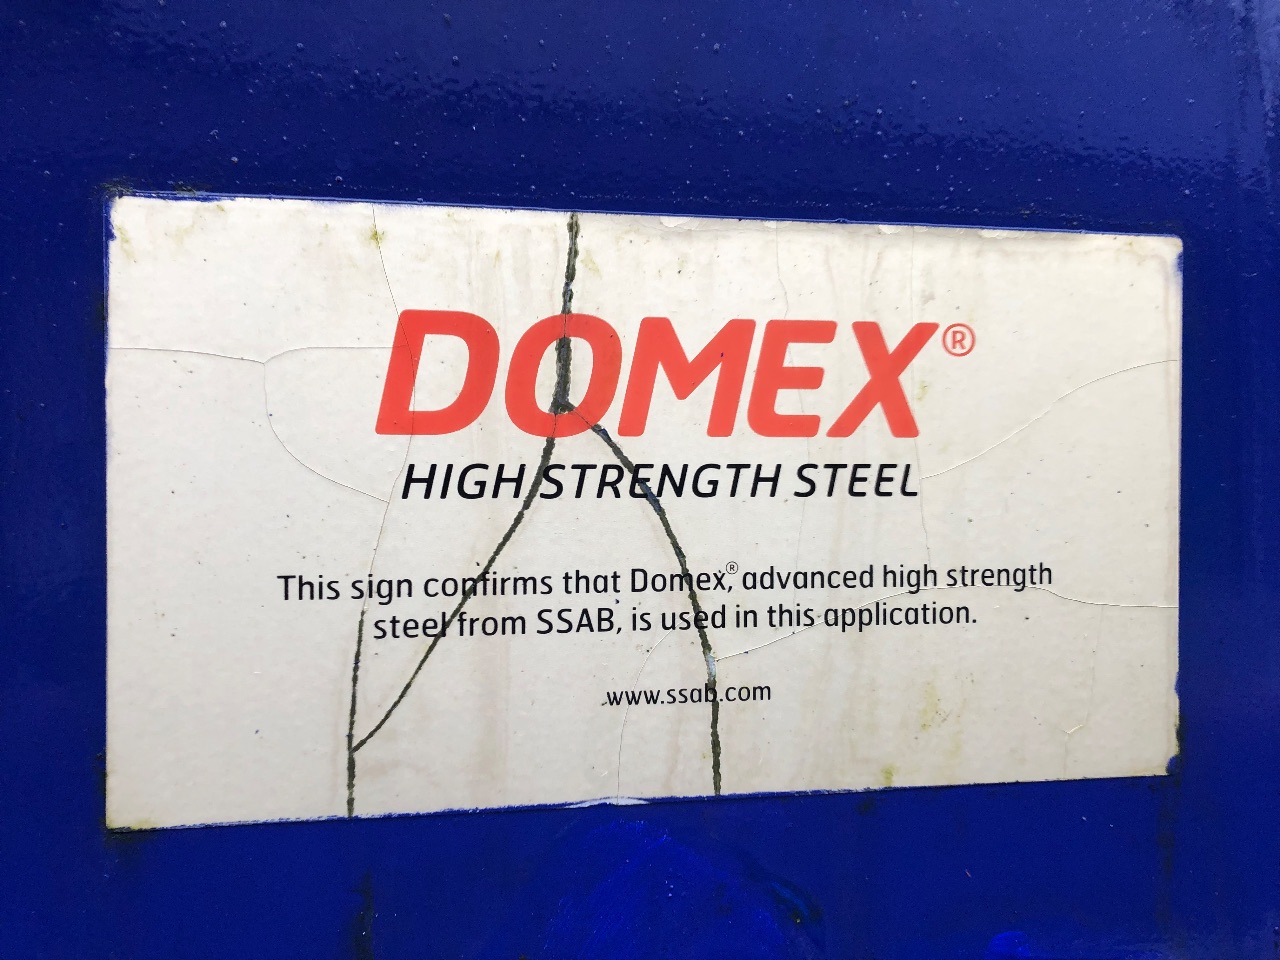 DOMEX®
HIGH STRENGTH STEEL
This sign confirms that Domex®, advanced high strength
steel from SSAB, is used in this application.
www.ssab.com